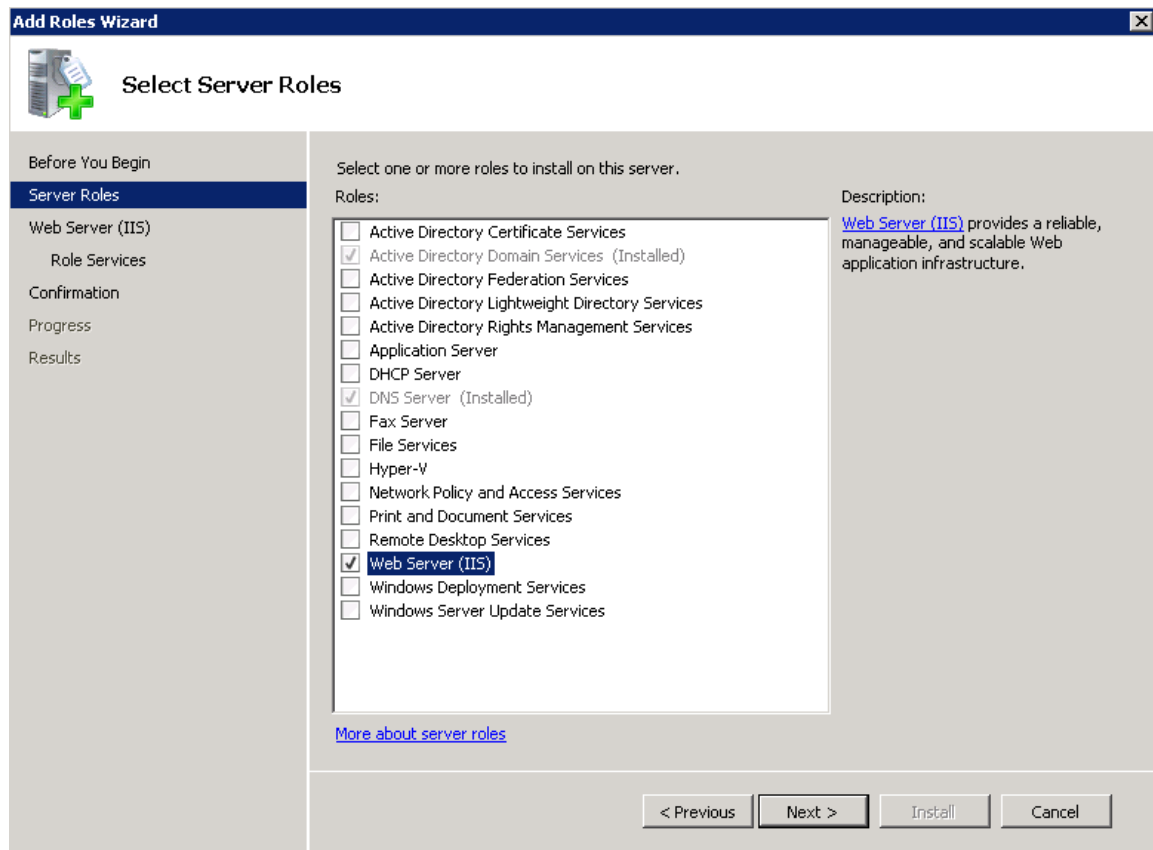 Add Roles Wizard
Select Server Roles
Before You Begin
Server Roles
Web Server (IIS)
Role Services
Confirmation
Progress
Results
Select one or more roles to install on this server.
Roles:
Active Directory Certificate Services
Active Directory Domain Services (Installed)
Active Directory Federation Services
Active Directory Lightweight Directory Services
Active Directory Rights Management Services
Application Server
DHCP Server
DNS Server (Installed)
Fax Server
File Services
Hyper-V
Network Policy and Access Services
Print and Document Services
Remote Desktop Services
Web Server (IIS)
Windows Deployment Services
Windows Server Update Services
More about server roles
Description:
Web Server (IIS) provides a reliable,
manageable, and scalable Web
application infrastructure.
< Previous
Next >
Install
Cancel